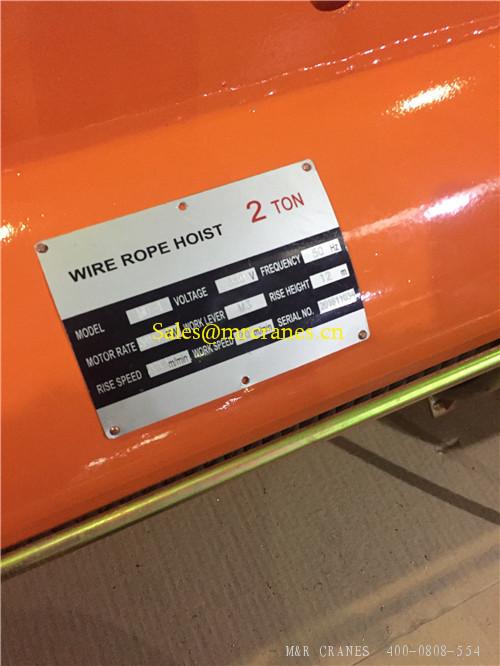 WIRE ROPE HOIST 2 TON
MODEL VOLTAGE V FREQUENCY 50 Hz
MOTOR RATE WORK LEVER M3 RISE HEIGHT 12 m
RISE SPEED m/min WORK SPEED SERIAL NO.
Sales@mrcranes.cn
M&R CRANES 400-0808-554